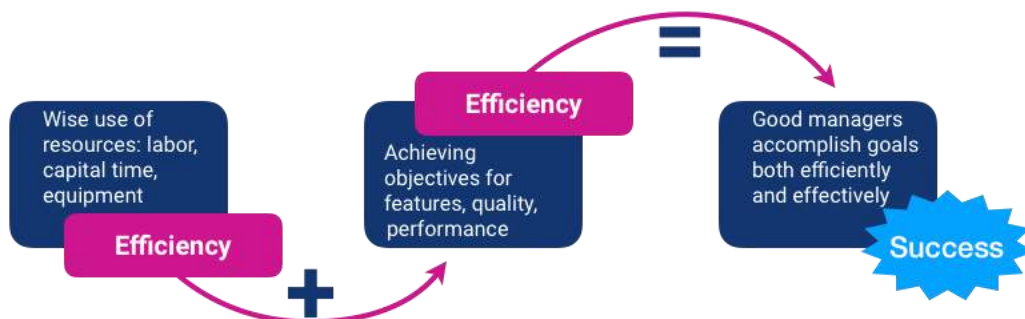 Wise use of
resources: labor,
capital time,
equipment
Efficiency
+
Efficiency
Achieving
objectives for
features, quality,
performance
=
Good managers
accomplish goals
both efficiently
and effectively
Success